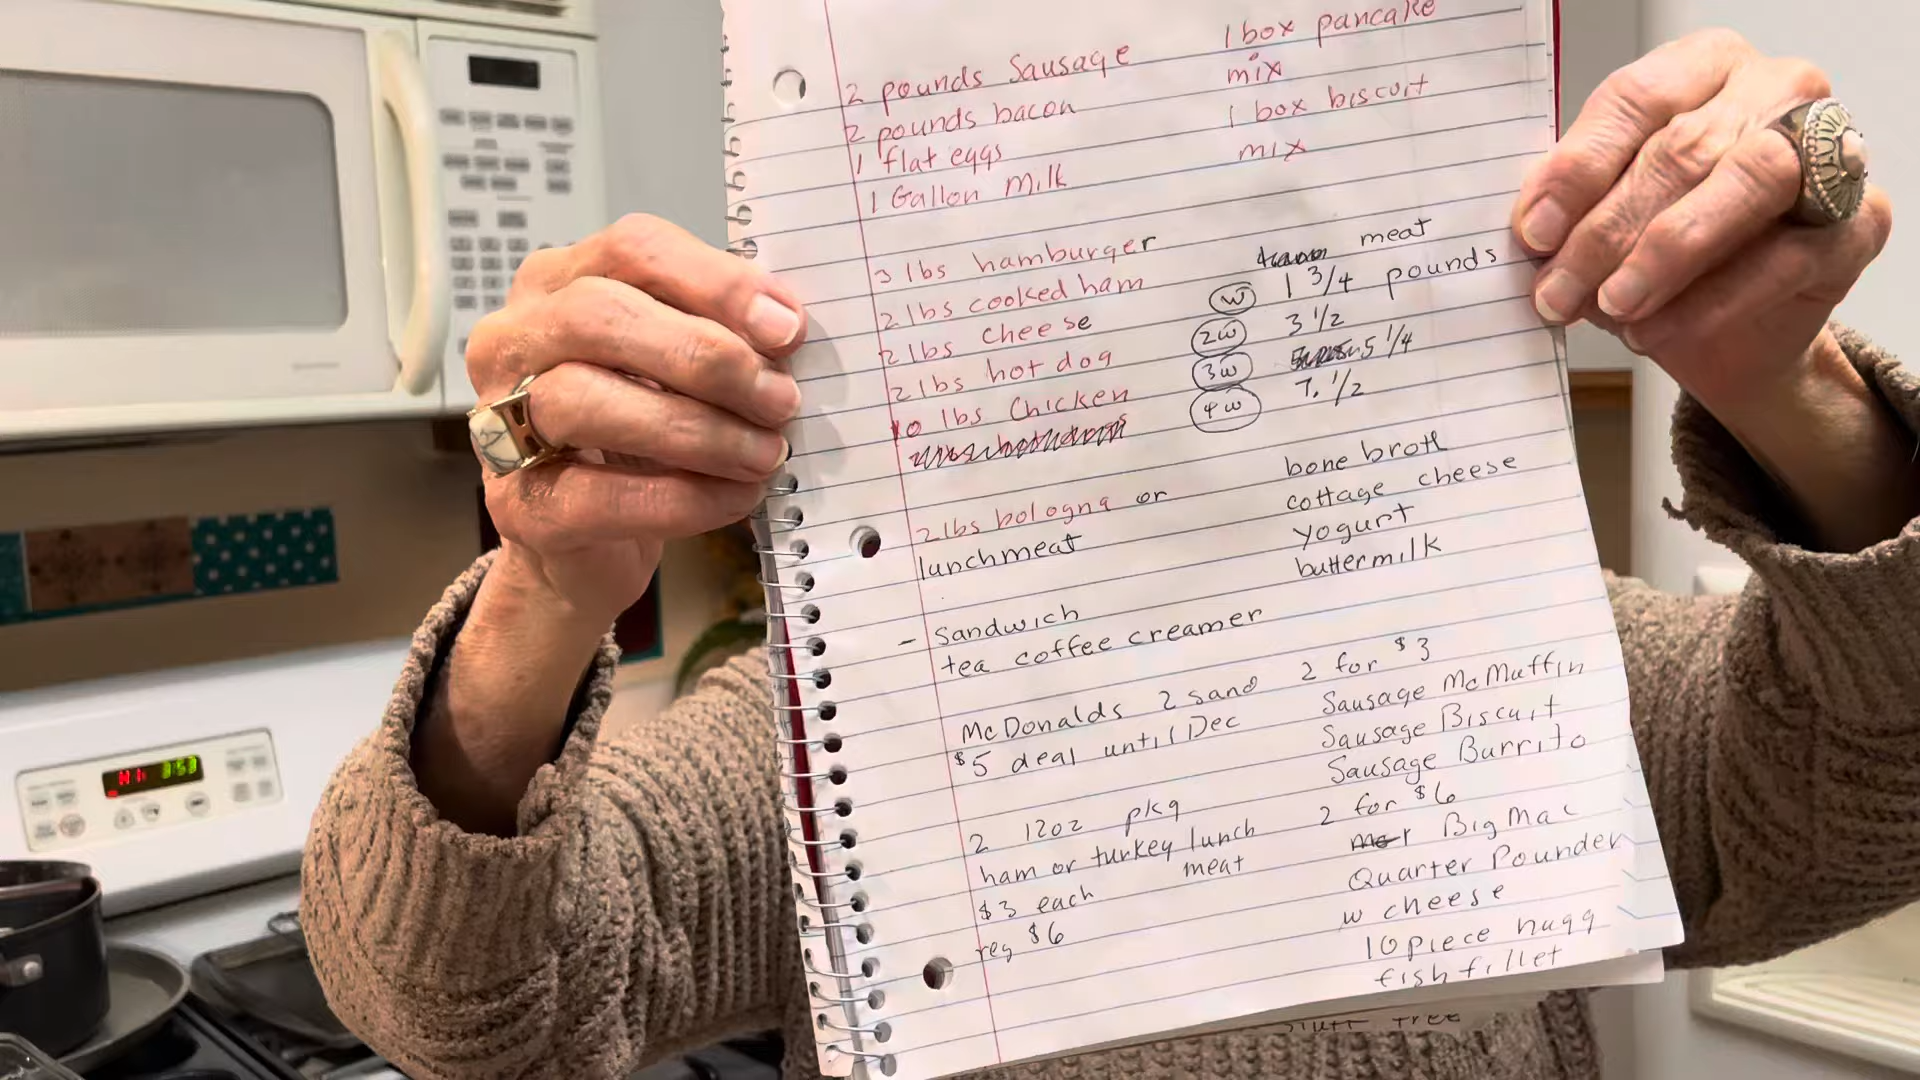 2 pounds Sausage
2 pounds bacon
1 flat eggs
1 Gallon Milk
1 box pancake
mix
1 box biscuit
mix
3 lbs hamburger
2 lbs cooked ham
2 lbs cheese
2 lbs hot dog
10 lbs Chicken
meat
w 1 3/4 pounds
2w 3 1/2
3w 5 1/4
4w 7. 1/2
2 lbs bologna or
lunchmeat
bone broth
cottage cheese
yogurt
buttermilk
- Sandwich
tea coffee creamer
McDonalds 2 sand
$5 deal until Dec
2 for $3
Sausage McMuffin
Sausage Biscuit
Sausage Burrito
2 12oz pkg
ham or turkey lunch
meat
$3 each
reg $6
2 for $6
Big Mac
Quarter Pounder
w cheese
10 piece nugg
fish fillet
tree
3:53